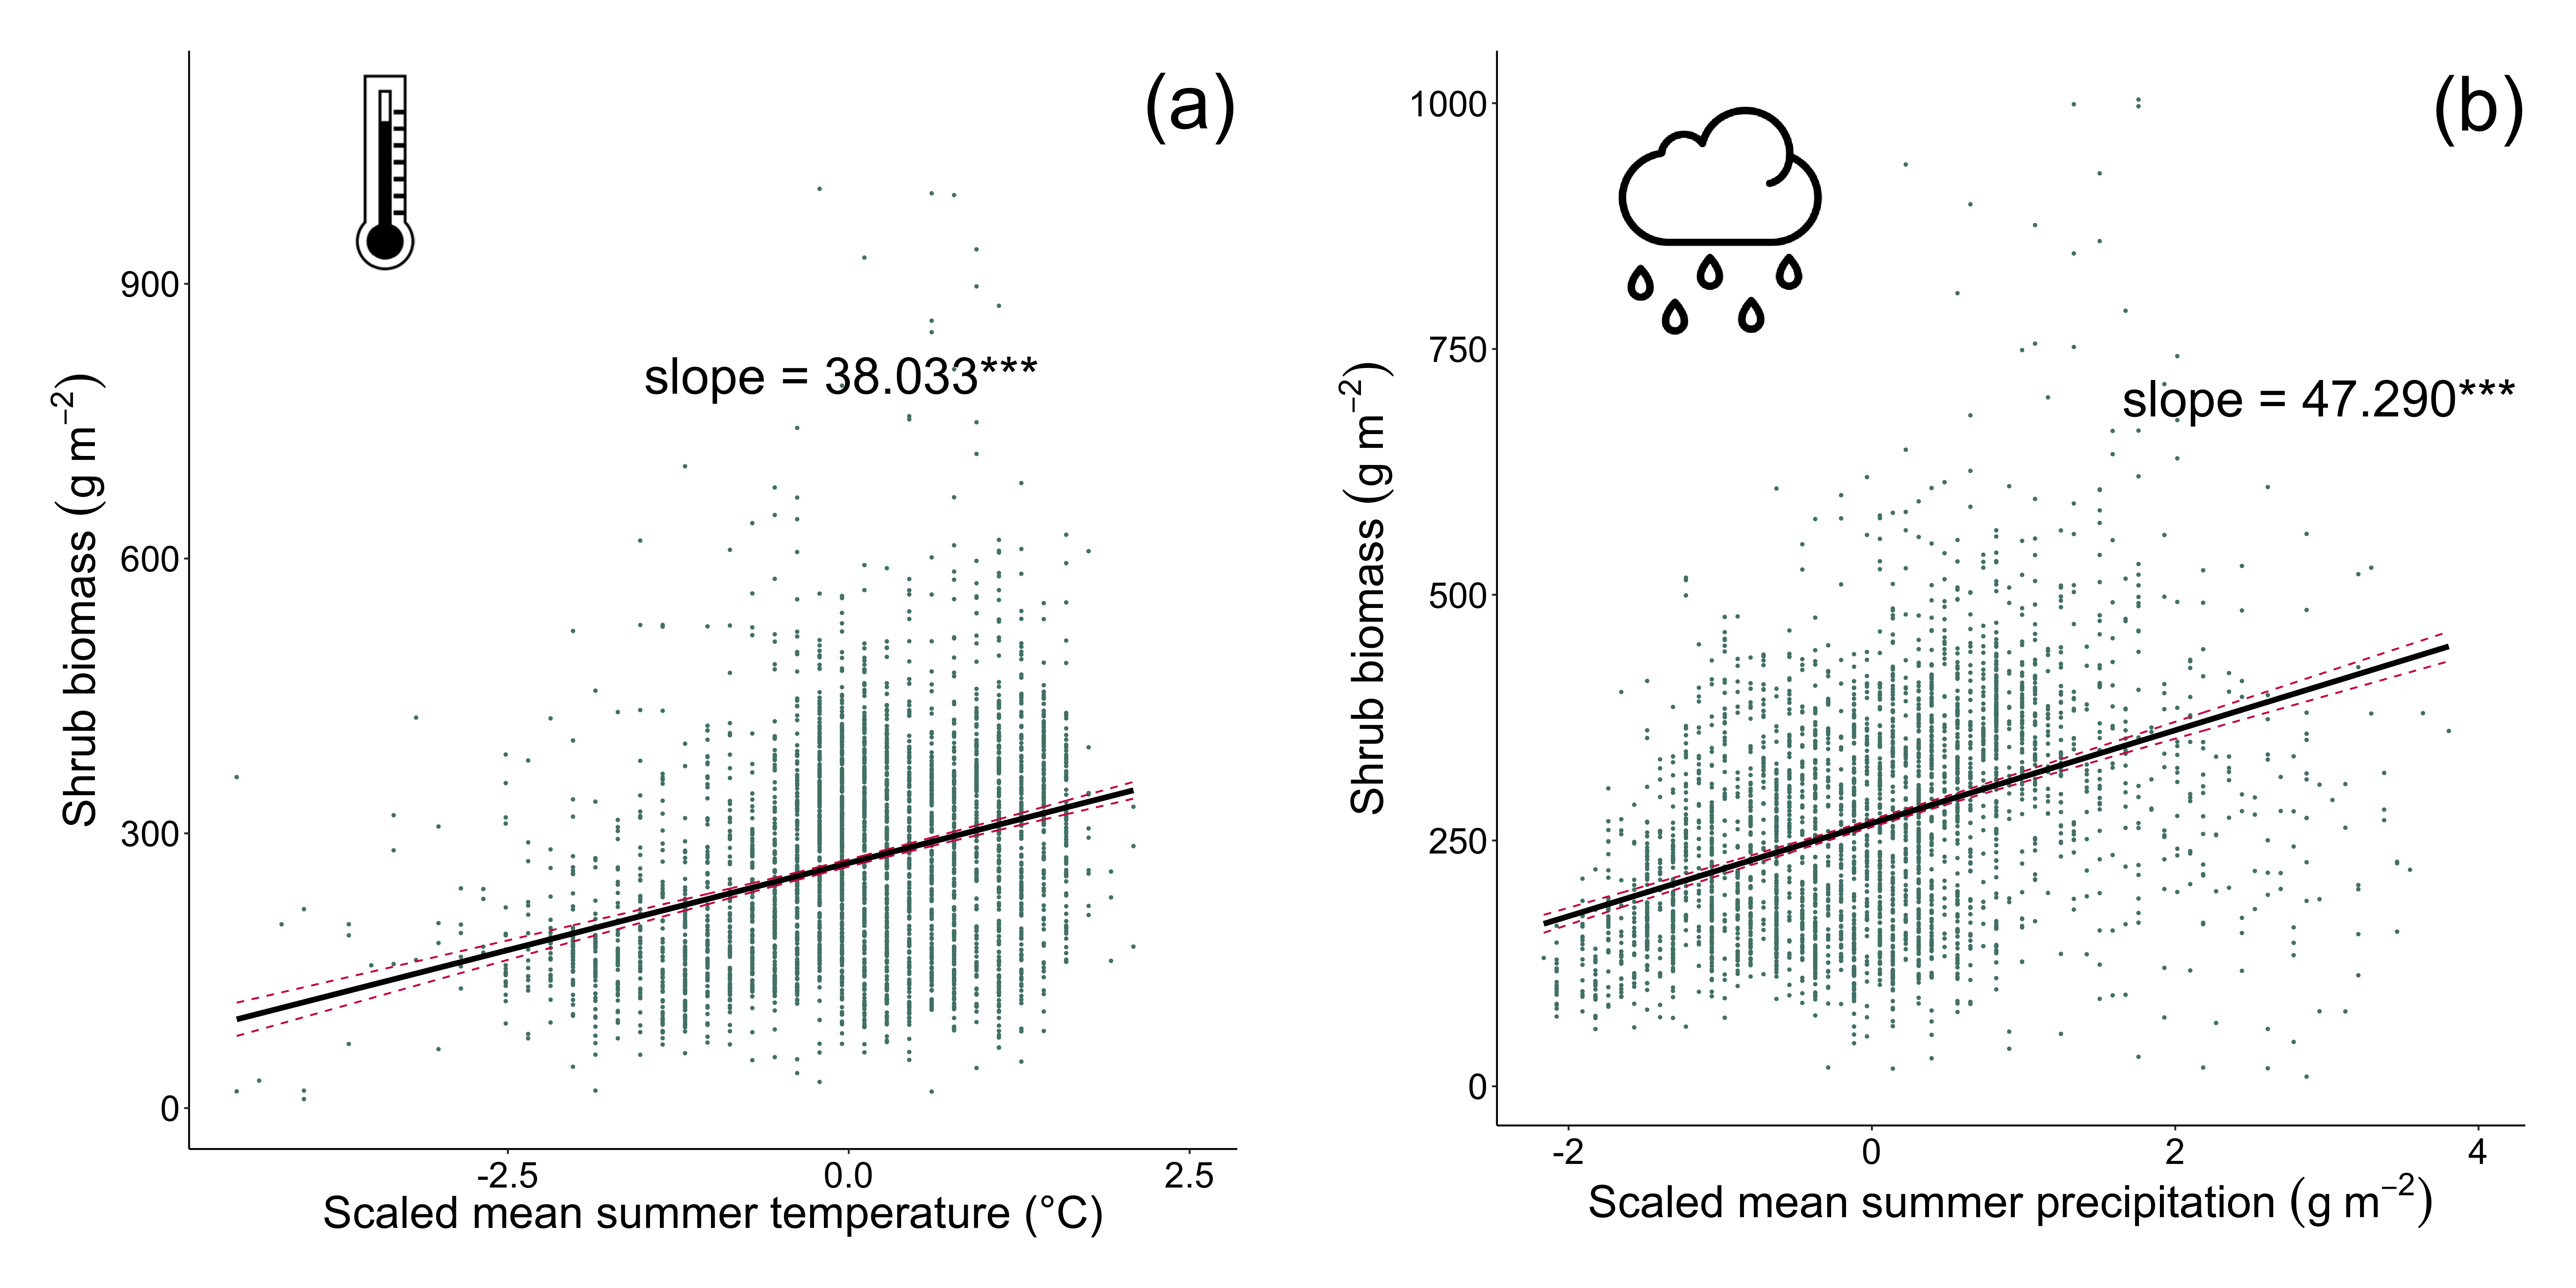 (a)
900
600
300
0
Shrub biomass (g m⁻²)
slope = 38.033***
-2.5 0.0 2.5
Scaled mean summer temperature (°C)
(b)
1000
750
500
250
0
Shrub biomass (g m⁻²)
slope = 47.290***
-2 0 2 4
Scaled mean summer precipitation (g m⁻²)